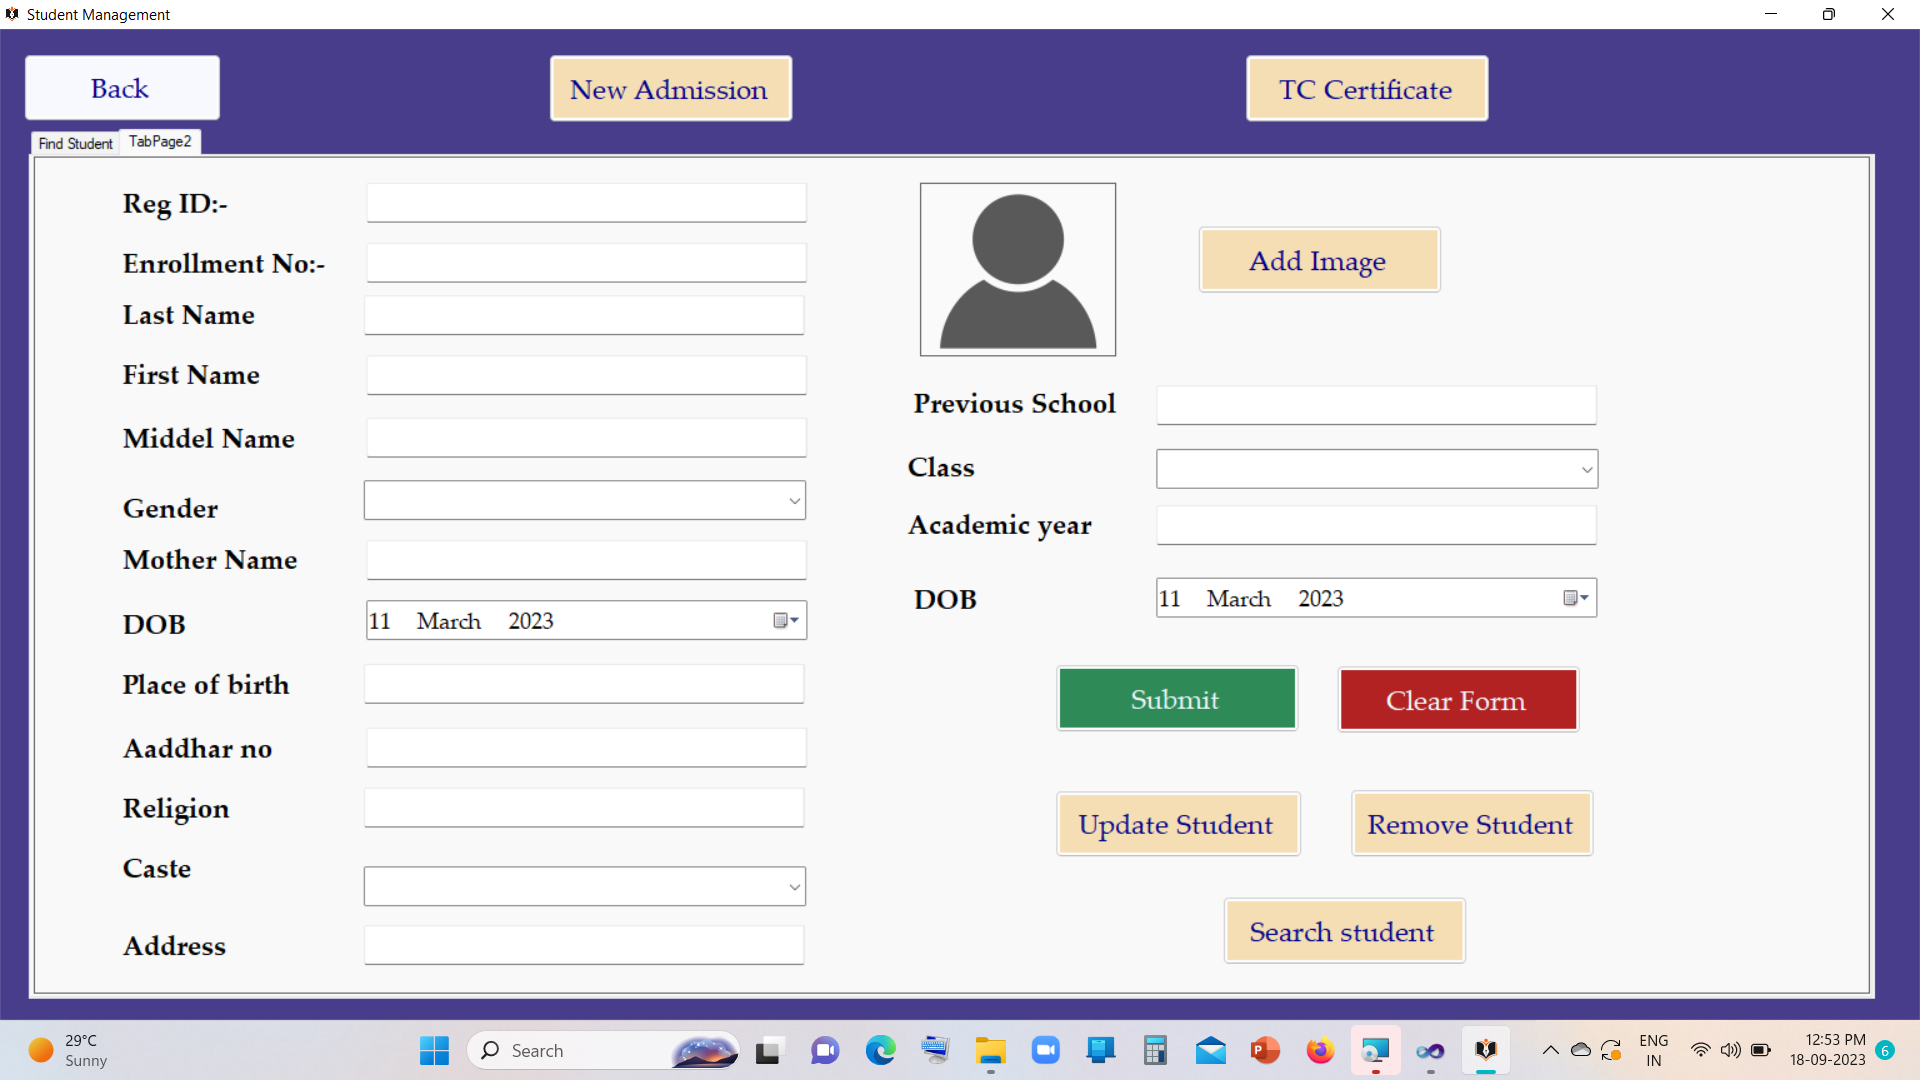 Student Management
Back
New Admission
TC Certificate
Find Student
TabPage2
Reg ID:-
Enrollment No:-
Last Name
First Name
Middel Name
Gender
Mother Name
DOB
11 March 2023
Place of birth
Aaddhar no
Religion
Caste
Address
Add Image
Previous School
Class
Academic year
DOB
11 March 2023
Submit
Clear Form
Update Student
Remove Student
Search student
29°C
Sunny
Search
P
ENG
IN
12:53 PM
18-09-2023
6